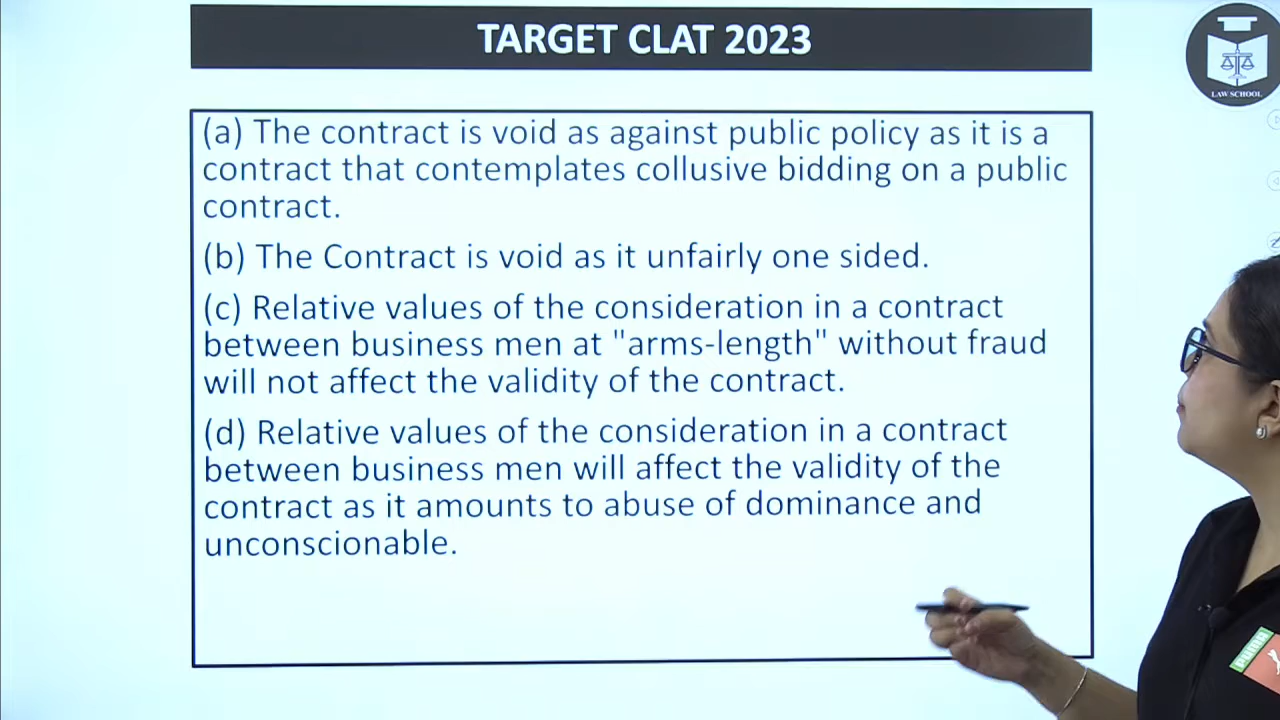 TARGET CLAT 2023
LAW SCHOOL
(a) The contract is void as against public policy as it is a
contract that contemplates collusive bidding on a public
contract.
(b) The Contract is void as it unfairly one sided.
(c) Relative values of the consideration in a contract
between business men at "arms-length" without fraud
will not affect the validity of the contract.
(d) Relative values of the consideration in a contract
between business men will affect the validity of the
contract as it amounts to abuse of dominance and
unconscionable.